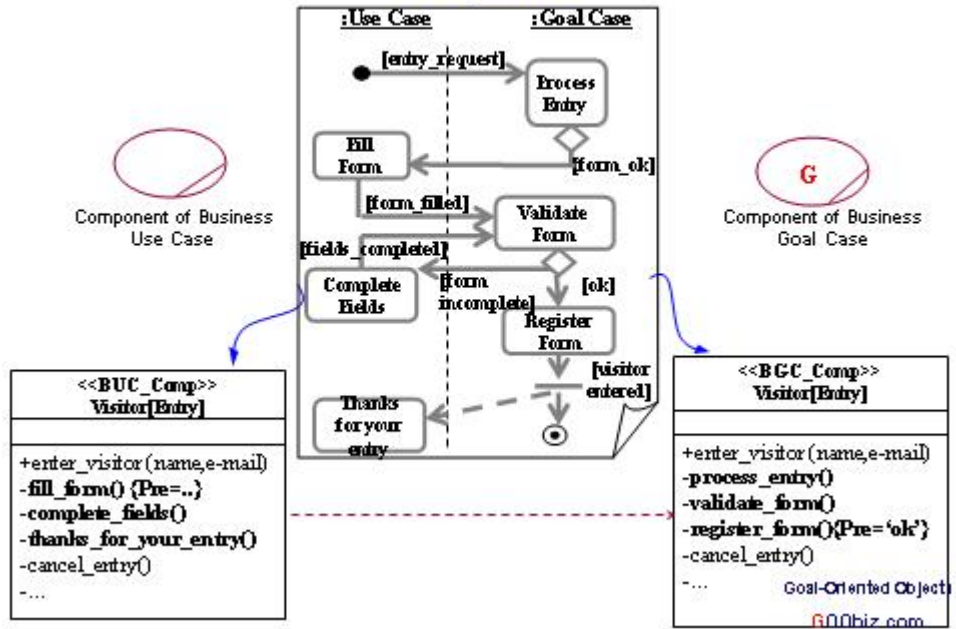 :Use Case
:Goal Case
[entry_request]
Process
Entry
Fill
Form
[form_ok]
[form_filled]
Validate
Form
[fields_completed]
Complete
Fields
[form
incomplete]
[ok]
Register
Form
[visitor
entered]
Thanks
for your
entry
Component of Business
Use Case
G
Component of Business
Goal Case
<<BUC_Comp>>
Visitor[Entry]
+enter_visitor(name,e-mail)
-fill_form() {Pre=..}
-complete_fields()
-thanks_for_your_entry()
-cancel_entry()
-...
<<BGC_Comp>>
Visitor[Entry]
+enter_visitor(name,e-mail)
-process_entry()
-validate_form()
-register_form(){Pre=‘ok’}
-cancel_entry()
-...
Goal-Oriented Objects
GOObiz.com